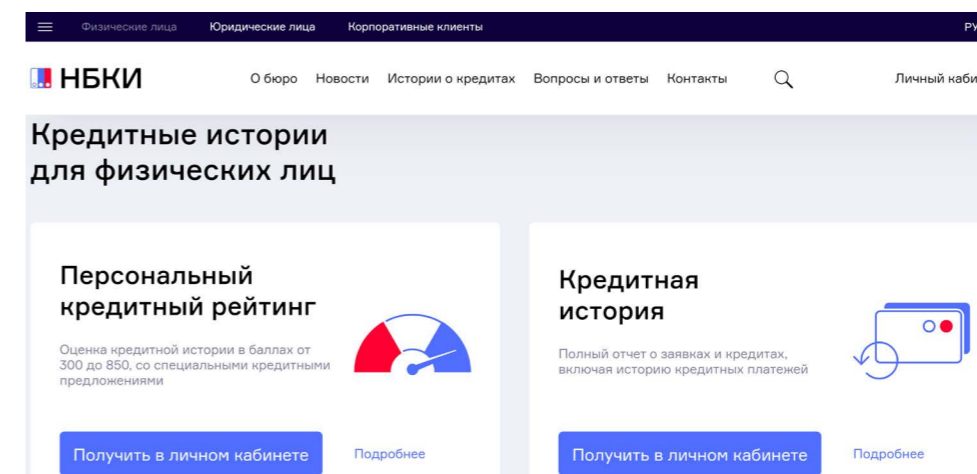 Физические лица Юридические лица Корпоративные клиенты
НБКИ О бюро Новости Истории о кредитах Вопросы и ответы Контакты Личный
Кредитные истории
для физических лиц
Персональный
кредитный рейтинг
Оценка кредитной истории в баллах от
300 до 850, со специальными кредитными
предложениями
Получить в личном кабинете Подробнее
Кредитная
история
Полный отчет о заявках и кредитах,
включая историю кредитных платежей
Получить в личном кабинете Подробнее